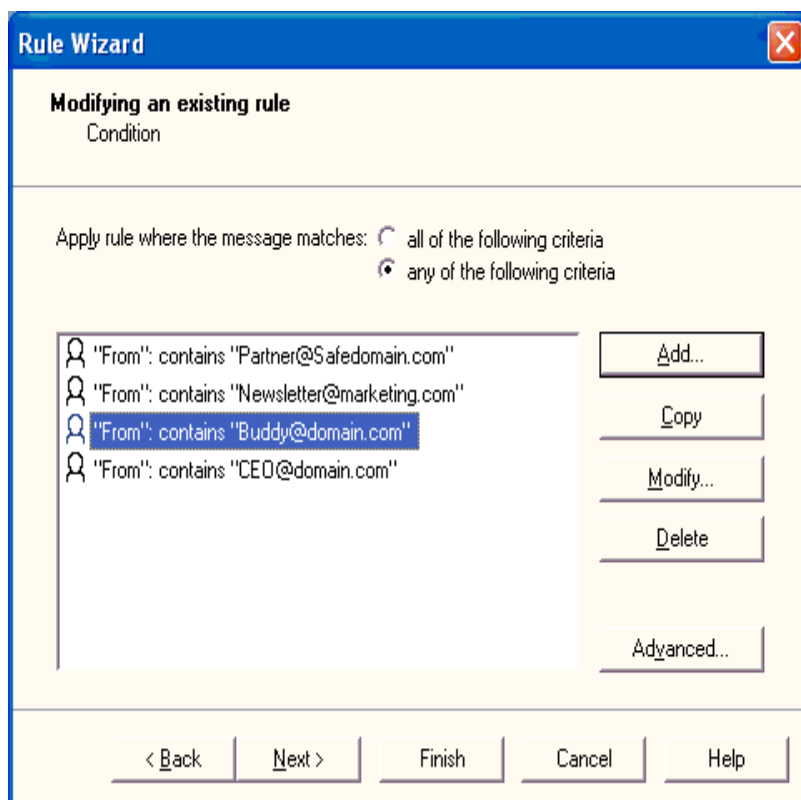 Rule Wizard
Modifying an existing rule
Condition
Apply rule where the message matches: all of the following criteria
any of the following criteria
"From": contains "Partner@Safedomain.com"
"From": contains "Newsletter@marketing.com"
"From": contains "Buddy@domain.com"
"From": contains "CEO@domain.com"
Add...
Copy
Modify...
Delete
Advanced...
< Back Next > Finish Cancel Help